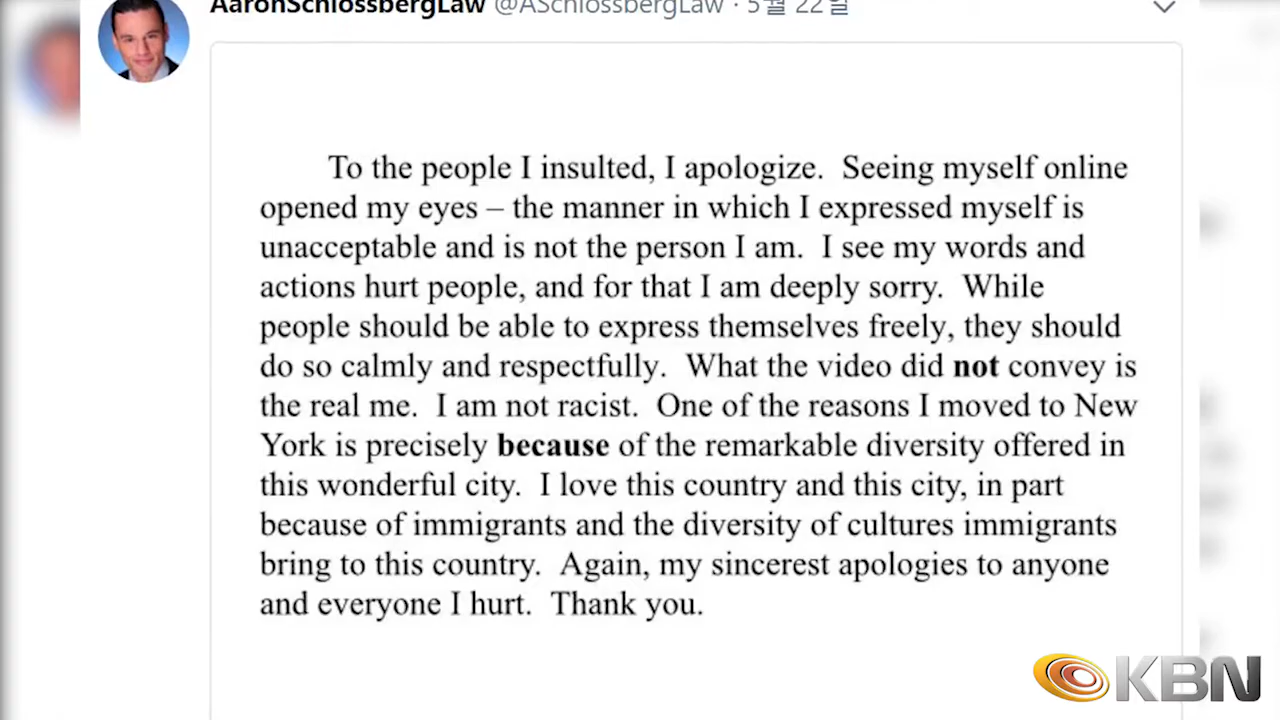 AaronSchlossbergLaw @ASchlossbergLaw · 5월 22일
To the people I insulted, I apologize.  Seeing myself online
opened my eyes – the manner in which I expressed myself is
unacceptable and is not the person I am.  I see my words and
actions hurt people, and for that I am deeply sorry.  While
people should be able to express themselves freely, they should
do so calmly and respectfully.  What the video did not convey is
the real me.  I am not racist.  One of the reasons I moved to New
York is precisely because of the remarkable diversity offered in
this wonderful city.  I love this country and this city, in part
because of immigrants and the diversity of cultures immigrants
bring to this country.  Again, my sincerest apologies to anyone
and everyone I hurt.  Thank you.
KBN